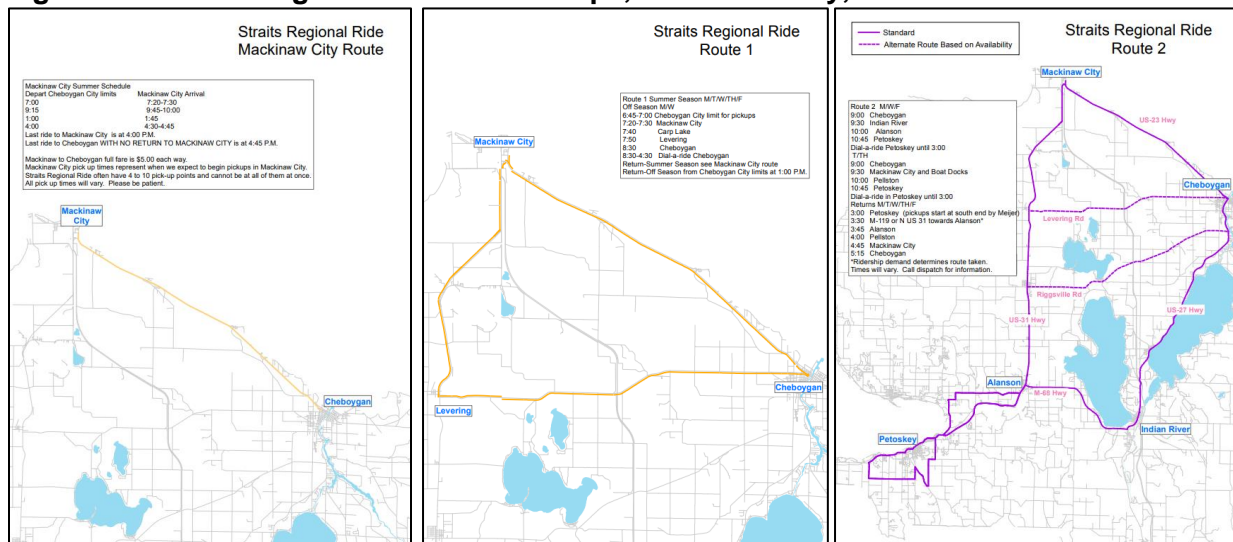 Straits Regional Ride
Mackinaw City Route
Mackinaw City Summer Schedule
Depart Cheboygan City limits Mackinaw City Arrival
7:00 7:20-7:30
9:15 9:45-10:00
1:00 1:45
4:00 4:30-4:45
Last ride to Mackinaw City is at 4:00 P.M.
Last ride to Cheboygan WITH NO RETURN TO MACKINAW CITY is at 4:45 P.M.
Mackinaw to Cheboygan full fare is $5.00 each way.
Mackinaw City pick up times represent when we expect to begin pickups in Mackinaw City.
Straits Regional Ride often have 4 to 10 pick-up points and cannot be at all of them at once.
All pick up times will vary. Please be patient.
Mackinaw
City
Cheboygan
Straits Regional Ride
Route 1
Route 1 Summer Season M/T/W/TH/F
Off Season M/W
6:45-7:00 Cheboygan City limit for pickups
7:20-7:30 Mackinaw City
7:40 Carp Lake
7:50 Levering
8:30 Cheboygan
8:30-4:30 Dial-a-ride Cheboygan
Return-Summer Season see Mackinaw City route
Return-Off Season from Cheboygan City limits at 1:00 P.M.
Mackinaw City
Cheboygan
Levering
Standard
Alternate Route Based on Availability
Straits Regional Ride
Route 2
Route 2 M/W/F
9:00 Cheboygan
9:30 Indian River
10:00 Alanson
10:45 Petoskey
Dial-a-ride Petoskey until 3:00
T/TH
9:00 Cheboygan
9:30 Mackinaw City and Boat Docks
10:00 Pellston
10:45 Petoskey
Dial-a-ride in Petoskey until 3:00
Returns M/T/W/TH/F
3:00 Petoskey (pickups start at south end by Meijer)
3:30 M-119 or N US 31 towards Alanson*
3:45 Alanson
4:00 Pellston
4:45 Mackinaw City
5:15 Cheboygan
*Ridership demand determines route taken.
Times will vary. Call dispatch for information.
Mackinaw City
US-23 Hwy
Cheboygan
Levering Rd
Riggsville Rd
US-31 Hwy
US-27 Hwy
Alanson
M-68 Hwy
Indian River
Petoskey